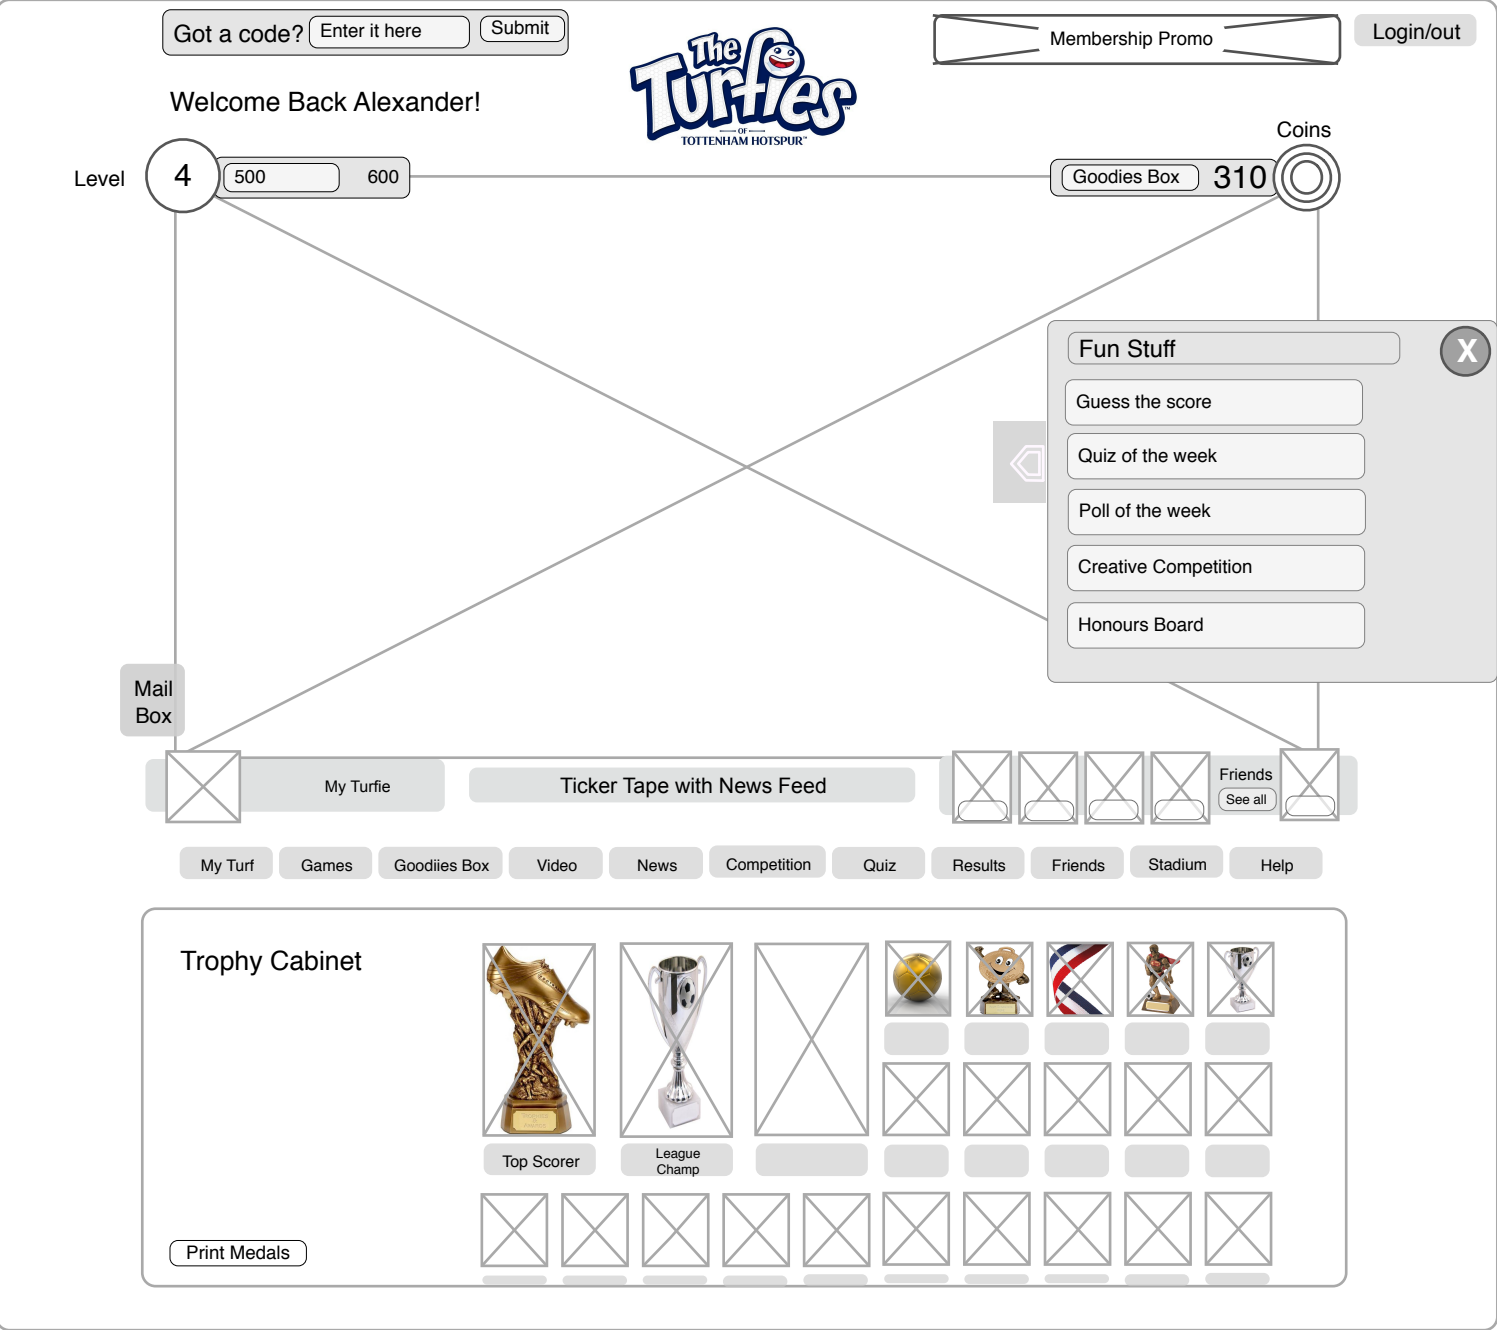 Got a code?
Enter it here
Submit
Membership Promo
Login/out
Welcome Back Alexander!
The
Turfies
OF
TOTTENHAM HOTSPUR™
Coins
Level
4
500
600
Goodies Box
310
Fun Stuff
X
Guess the score
Quiz of the week
Poll of the week
Creative Competition
Honours Board
Mail
Box
My Turfie
Ticker Tape with News Feed
Friends
See all
My Turf
Games
Goodiies Box
Video
News
Competition
Quiz
Results
Friends
Stadium
Help
Trophy Cabinet
Top Scorer
League
Champ
Print Medals